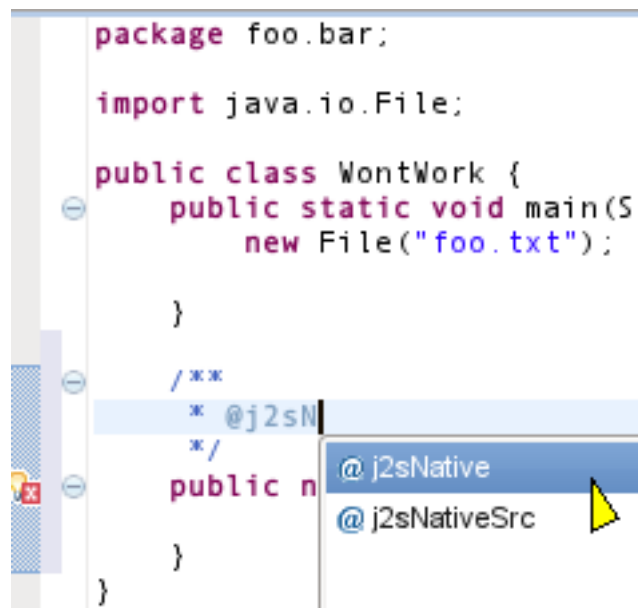 package foo.bar;
import java.io.File;
public class WontWork {
public static void main(S
new File("foo.txt");
}
/**
* @j2sN
*/
@ j2sNative
public n
@ j2sNativeSrc
}
}